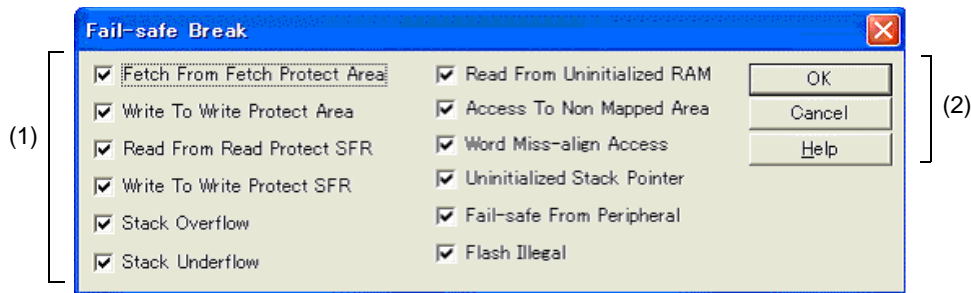 Fail-safe Break
(1)
Fetch From Fetch Protect Area
Write To Write Protect Area
Read From Read Protect SFR
Write To Write Protect SFR
Stack Overflow
Stack Underflow
Read From Uninitialized RAM
Access To Non Mapped Area
Word Miss-align Access
Uninitialized Stack Pointer
Fail-safe From Peripheral
Flash Illegal
OK
Cancel
Help
(2)